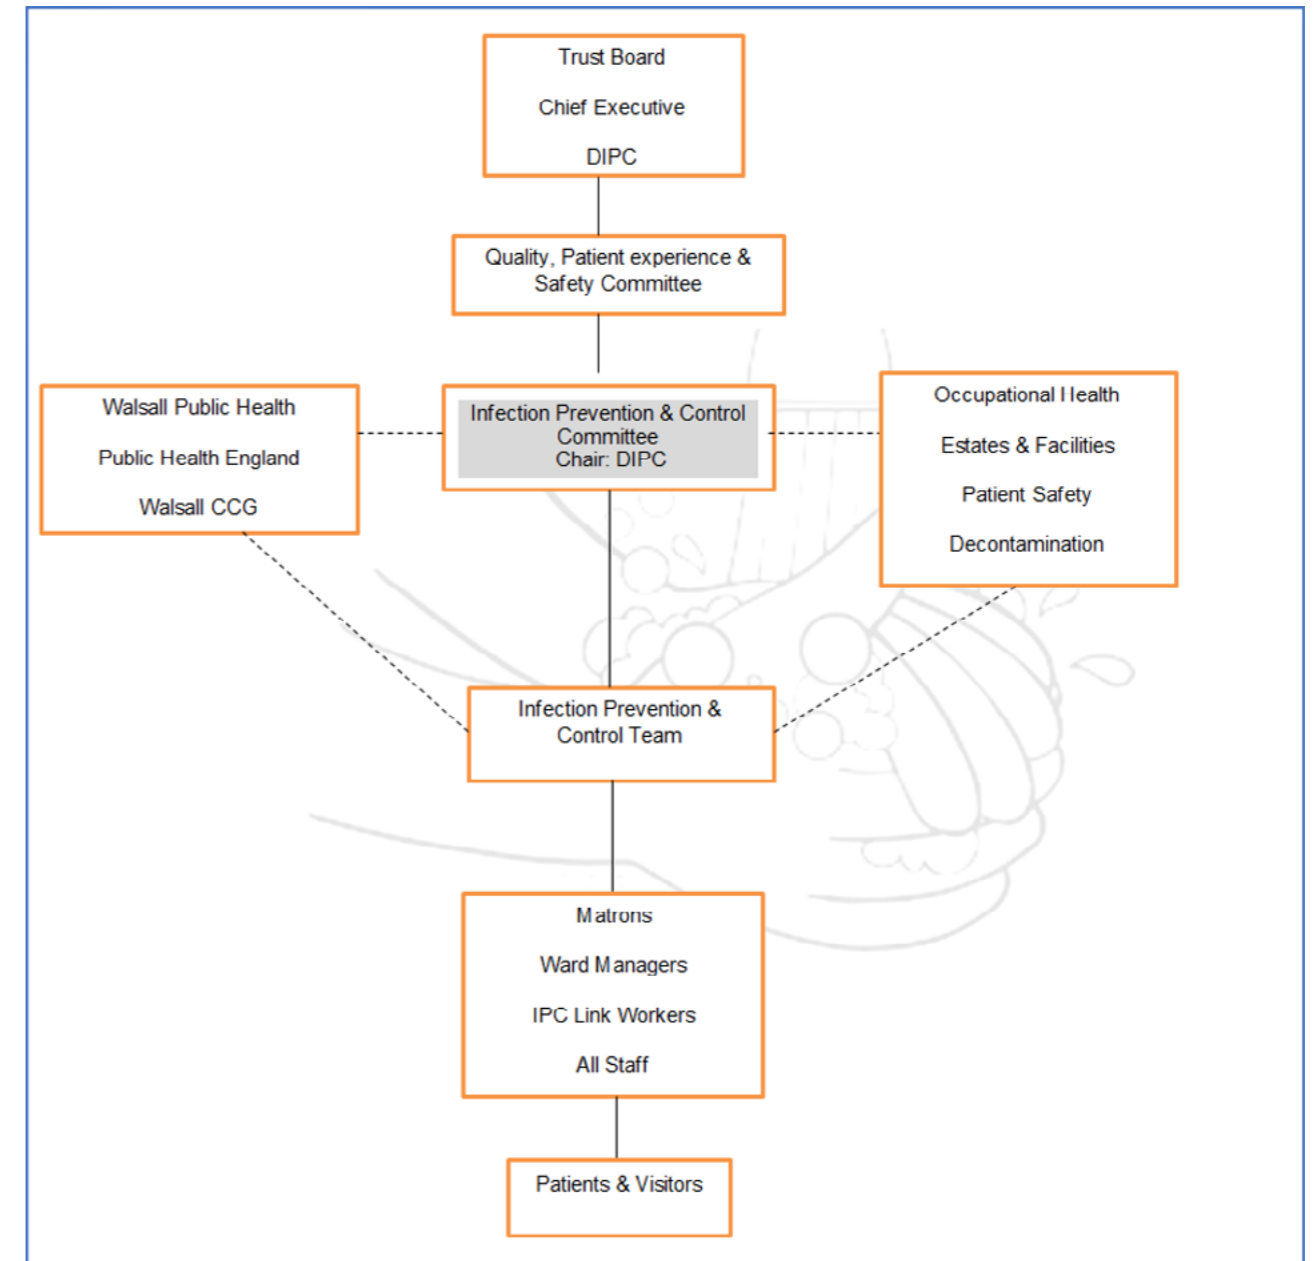 Trust Board
Chief Executive
DIPC
Quality, Patient experience &
Safety Committee
Walsall Public Health
Public Health England
Walsall CCG
Infection Prevention & Control
Committee
Chair: DIPC
Occupational Health
Estates & Facilities
Patient Safety
Decontamination
Infection Prevention &
Control Team
Matrons
Ward Managers
IPC Link Workers
All Staff
Patients & Visitors